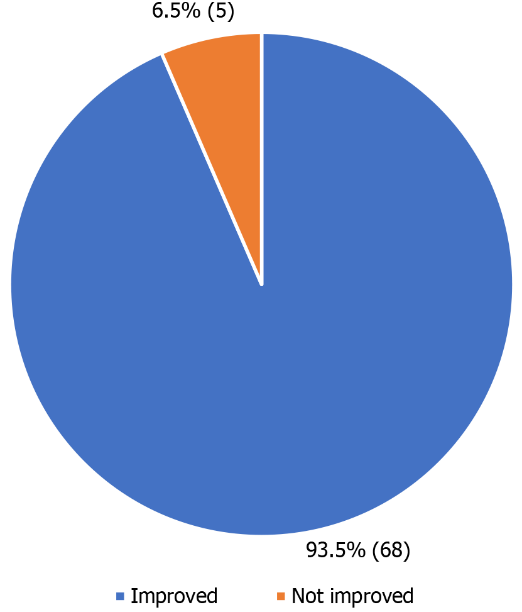 6.5% (5)
93.5% (68)
Improved
Not improved